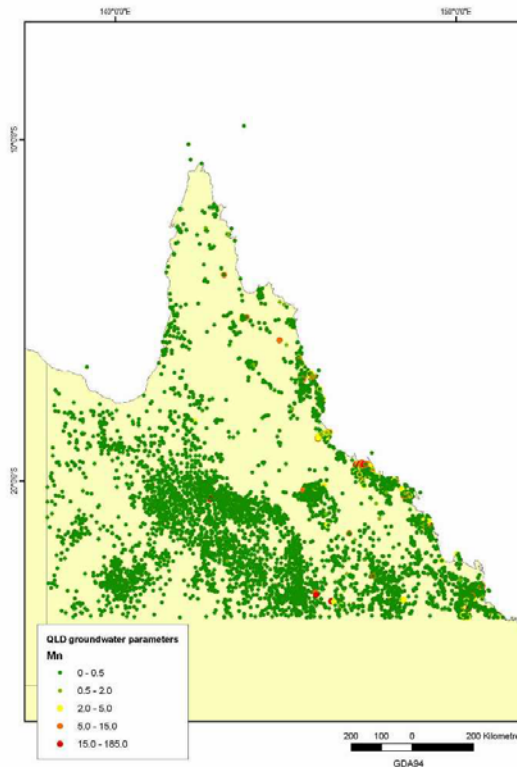 140°0'0"E 150°0'0"E
10°0'0"S
20°0'0"S
QLD groundwater parameters
Mn
0 - 0.5
0.5 - 2.0
2.0 - 5.0
5.0 - 15.0
15.0 - 185.0
200 100 0 200 Kilometre
GDA94